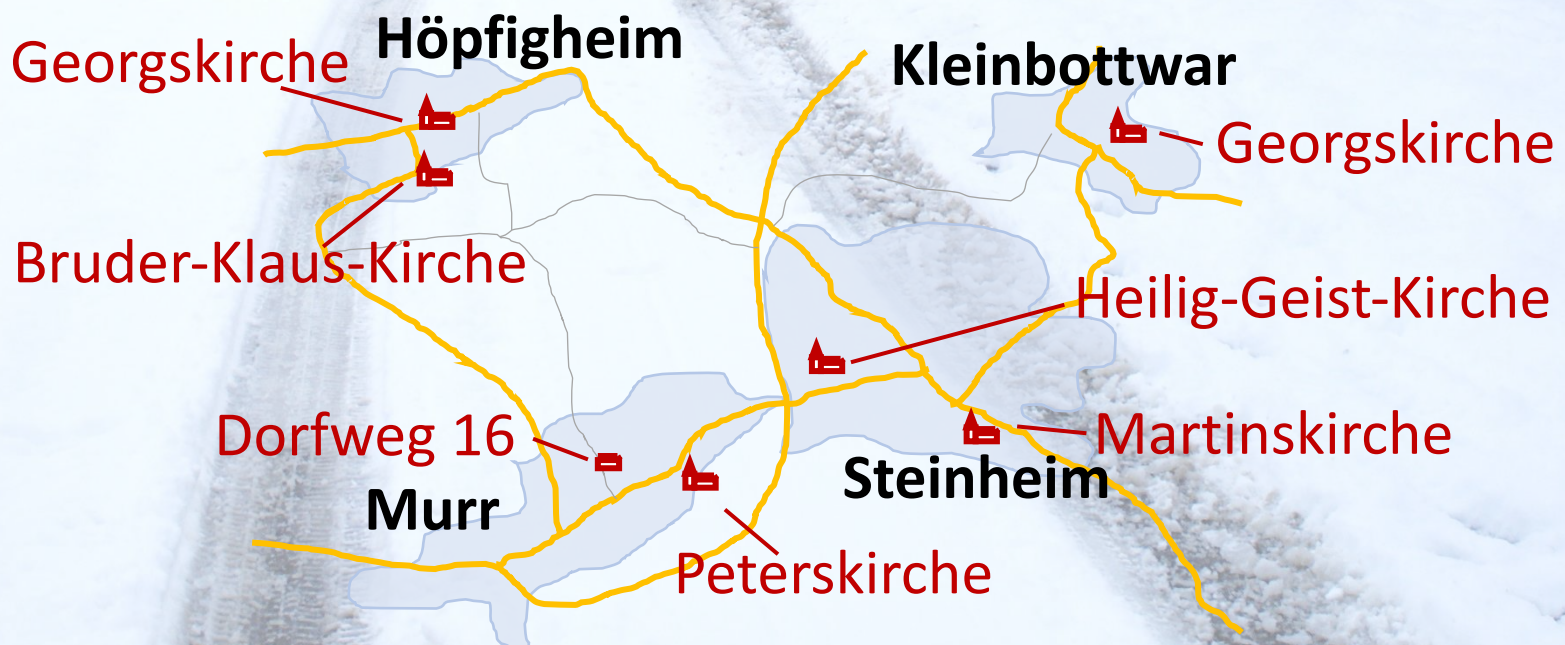 Georgskirche
Höpfigheim
Kleinbottwar
Georgskirche
Bruder-Klaus-Kirche
Heilig-Geist-Kirche
Dorfweg 16
Martinskirche
Steinheim
Murr
Peterskirche